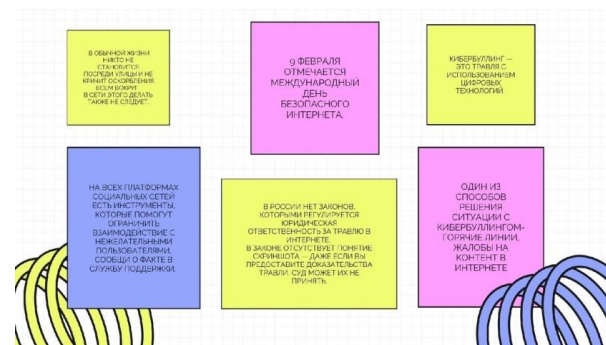 В ОБЫЧНОЙ ЖИЗНИ
НИКТО НЕ
СТАНОВИТСЯ
ПОСРЕДИ УЛИЦЫ И НЕ
КРИЧИТ ОСКОРБЛЕНИЯ
ВСЕМ ВОКРУГ.
В СЕТИ ЭТОГО ДЕЛАТЬ
ТАКЖЕ НЕ СЛЕДУЕТ.
9 ФЕВРАЛЯ
ОТМЕЧАЕТСЯ
МЕЖДУНАРОДНЫЙ
ДЕНЬ
БЕЗОПАСНОГО
ИНТЕРНЕТА.
КИБЕРБУЛЛИНГ —
ЭТО ТРАВЛЯ С
ИСПОЛЬЗОВАНИЕМ
ЦИФРОВЫХ
ТЕХНОЛОГИЙ
НА ВСЕХ ПЛАТФОРМАХ
СОЦИАЛЬНЫХ СЕТЕЙ
ЕСТЬ ИНСТРУМЕНТЫ,
КОТОРЫЕ ПОМОГУТ
ОГРАНИЧИТЬ
ВЗАИМОДЕЙСТВИЕ С
НЕЖЕЛАТЕЛЬНЫМИ
ПОЛЬЗОВАТЕЛЯМИ,
СООБЩИ О ФАКТЕ В
СЛУЖБУ ПОДДЕРЖКИ.
В РОССИИ НЕТ ЗАКОНОВ,
КОТОРЫМИ РЕГУЛИРУЕТСЯ
ЮРИДИЧЕСКАЯ
ОТВЕТСТВЕННОСТЬ ЗА ТРАВЛЮ В
ИНТЕРНЕТЕ.
В ЗАКОНЕ ОТСУТСТВУЕТ ПОНЯТИЕ
СКРИНШОТА — ДАЖЕ ЕСЛИ ВЫ
ПРЕДОСТАВИТЕ ДОКАЗАТЕЛЬСТВА
ТРАВЛИ, СУД МОЖЕТ ИХ НЕ
ПРИНЯТЬ.
ОДИН ИЗ
СПОСОБОВ
РЕШЕНИЯ
СИТУАЦИИ С
КИБЕРБУЛЛИНГОМ-
ГОРЯЧИЕ ЛИНИИ,
ЖАЛОБЫ НА
КОНТЕНТ В
ИНТЕРНЕТЕ